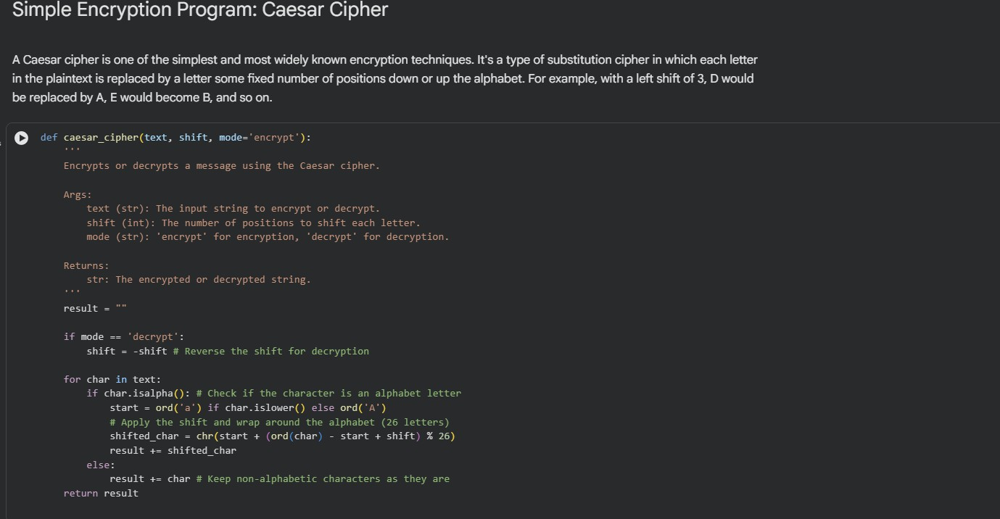 Simple Encryption Program: Caesar Cipher
A Caesar cipher is one of the simplest and most widely known encryption techniques. It's a type of substitution cipher in which each letter
in the plaintext is replaced by a letter some fixed number of positions down or up the alphabet. For example, with a left shift of 3, D would
be replaced by A, E would become B, and so on.
def caesar_cipher(text, shift, mode='encrypt'):
    '''
    Encrypts or decrypts a message using the Caesar cipher.

    Args:
        text (str): The input string to encrypt or decrypt.
        shift (int): The number of positions to shift each letter.
        mode (str): 'encrypt' for encryption, 'decrypt' for decryption.

    Returns:
        str: The encrypted or decrypted string.
    '''
    result = ""

    if mode == 'decrypt':
        shift = -shift # Reverse the shift for decryption

    for char in text:
        if char.isalpha(): # Check if the character is an alphabet letter
            start = ord('a') if char.islower() else ord('A')
            # Apply the shift and wrap around the alphabet (26 letters)
            shifted_char = chr(start + (ord(char) - start + shift) % 26)
            result += shifted_char
        else:
            result += char # Keep non-alphabetic characters as they are
    return result